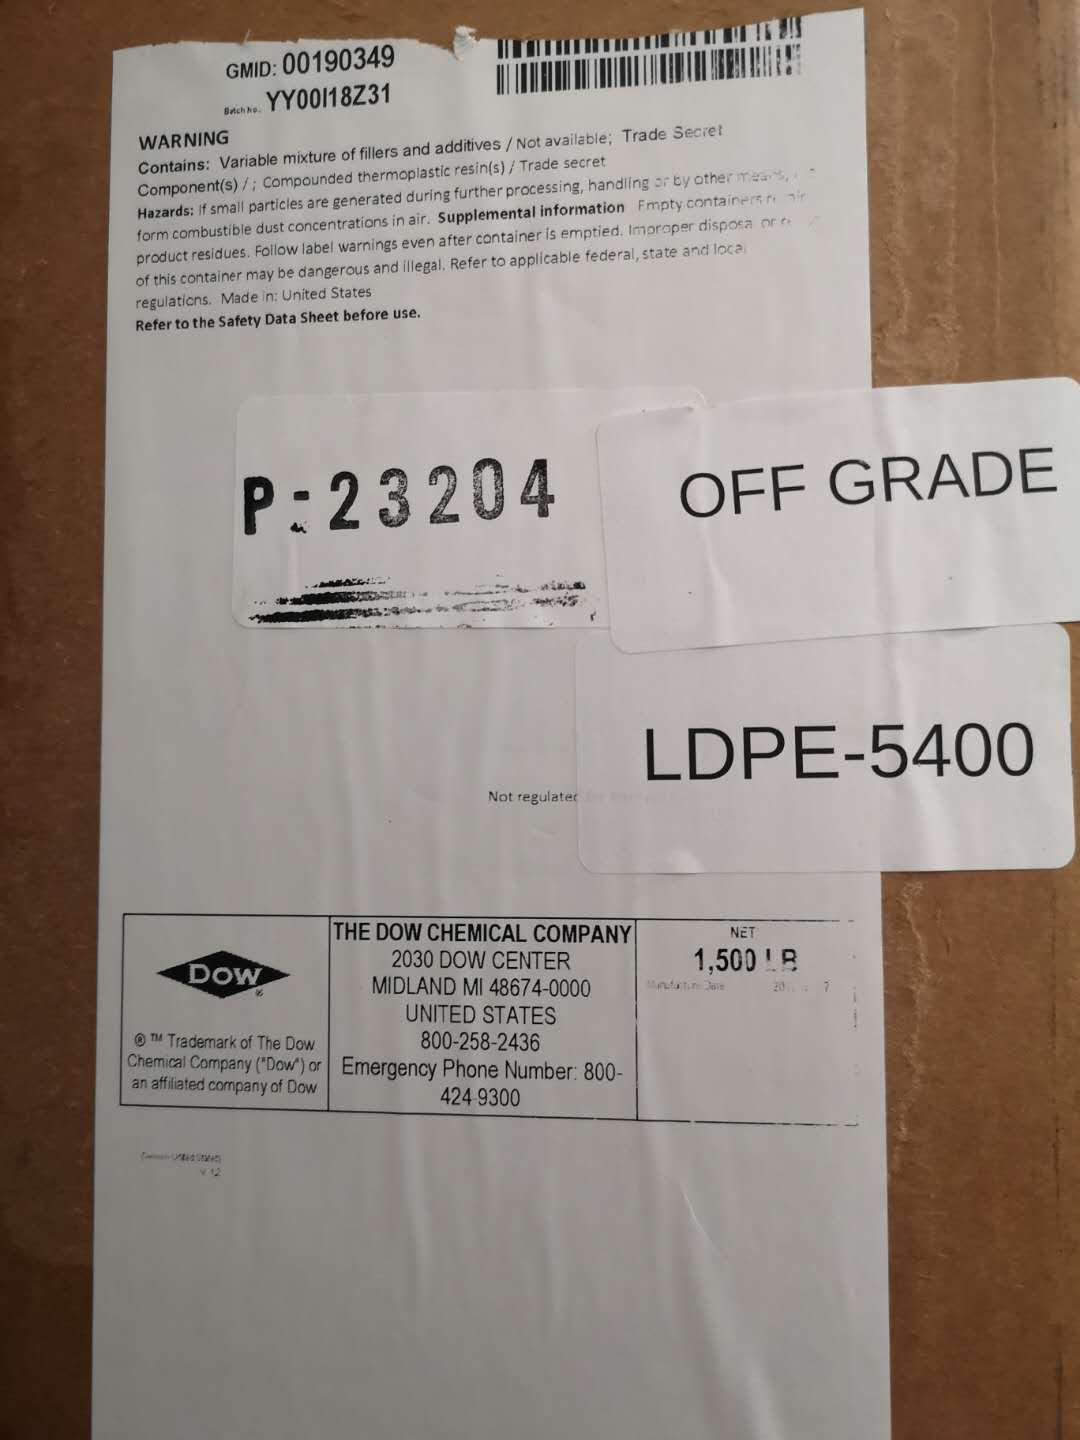 GMID: 00190349
Batch No. YY00I18Z31
WARNING
Contains: Variable mixture of fillers and additives / Not available; Trade Secret
Component(s) / ; Compounded thermoplastic resin(s) / Trade secret
Hazards: If small particles are generated during further processing, handling or by other means,
form combustible dust concentrations in air. Supplemental information Empty containers
product residues. Follow label warnings even after container is emptied. Improper disposal or
of this container may be dangerous and illegal. Refer to applicable federal, state and local
regulations. Made in: United States
Refer to the Safety Data Sheet before use.
P-23204
OFF GRADE
LDPE-5400
Not regulated
Dow
®
® ™ Trademark of The Dow
Chemical Company ("Dow") or
an affiliated company of Dow
THE DOW CHEMICAL COMPANY
2030 DOW CENTER
MIDLAND MI 48674-0000
UNITED STATES
800-258-2436
Emergency Phone Number: 800-
424-9300
NET
1,500 LB
Manufacture Date
V 12